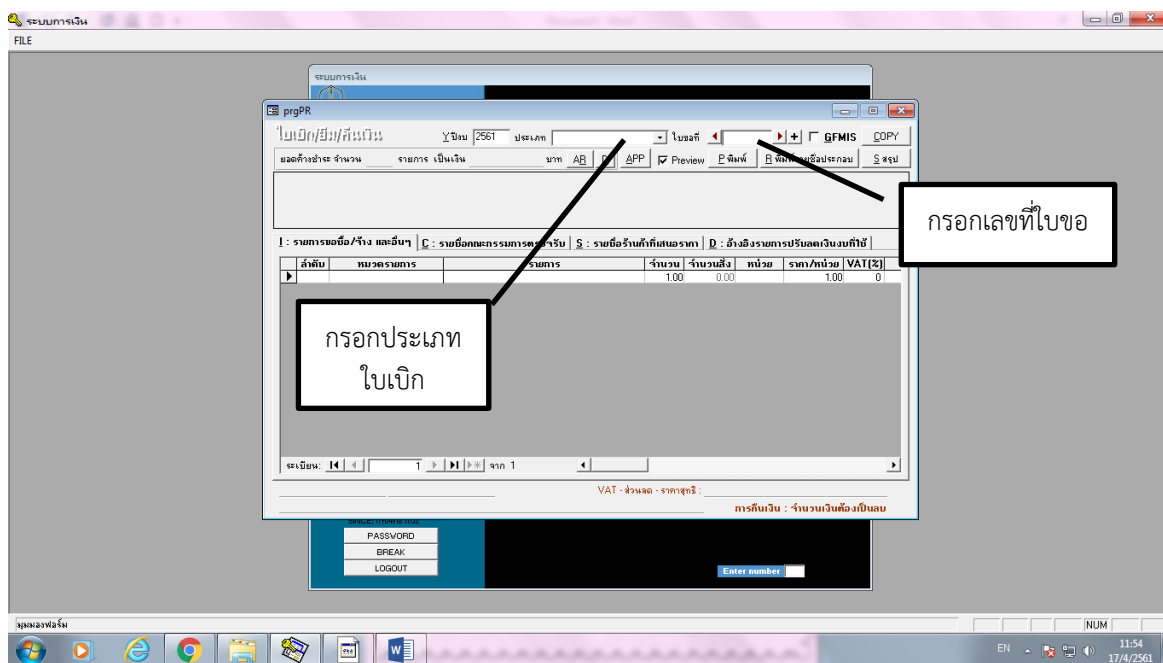 ระบบการเงิน
FILE
ระบบการเงิน
prgPR
ใบเบิก/ยืม/คืนเงิน Yปีงบ 2561 ประเภท ใบขอที่ + GFMIS COPY
ยอดค้างชำระ จำนวน รายการ เป็นเงิน บาท AR APP Preview Pพิมพ์ Sสรุป
กรอกเลขที่ใบขอ
I : รายการขอซื้อ/จ้าง และอื่นๆ C : รายชื่อคณะกรรมการตรวจรับ S : รายชื่อร้านค้าที่เสนอราคา D : อ้างอิงรายการปรับลดเงินงบที่ใช้
ลำดับ หมวดรายการ รายการ จำนวน จำนวนสั่ง หน่วย ราคา/หน่วย VAT(%)
1.00 0.00 1.00 0
กรอกประเภท
ใบเบิก
ระเบียน: 1 จาก 1
VAT - ส่วนลด - ราคาสุทธิ :
การคืนเงิน : จำนวนเงินต้องเป็นลบ
PASSWORD
BREAK
LOGOUT
Enter number
มุมมองฟอร์ม NUM
EN 11:54
17/4/2561